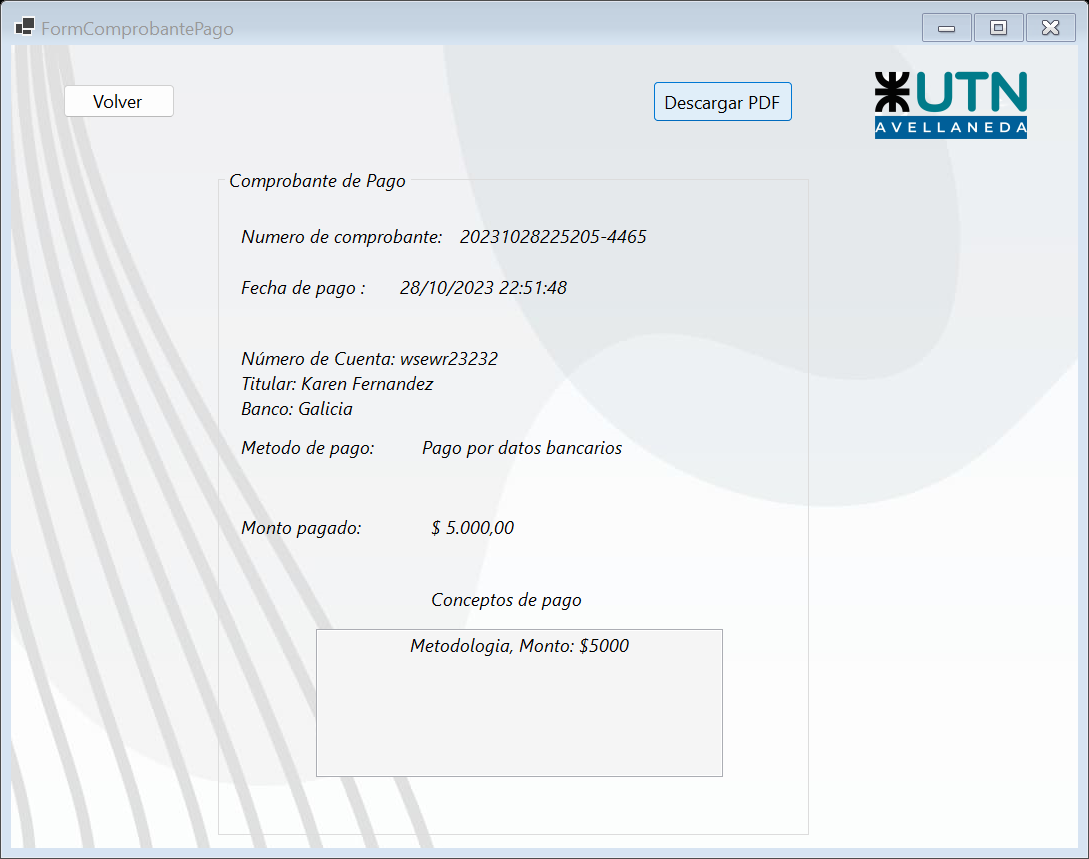 FormComprobantePago
Volver
Descargar PDF
UTN
AVELLANEDA
Comprobante de Pago
Numero de comprobante: 20231028225205-4465
Fecha de pago : 28/10/2023 22:51:48
Número de Cuenta: wsewr23232
Titular: Karen Fernandez
Banco: Galicia
Metodo de pago: Pago por datos bancarios
Monto pagado: $ 5.000,00
Conceptos de pago
Metodologia, Monto: $5000